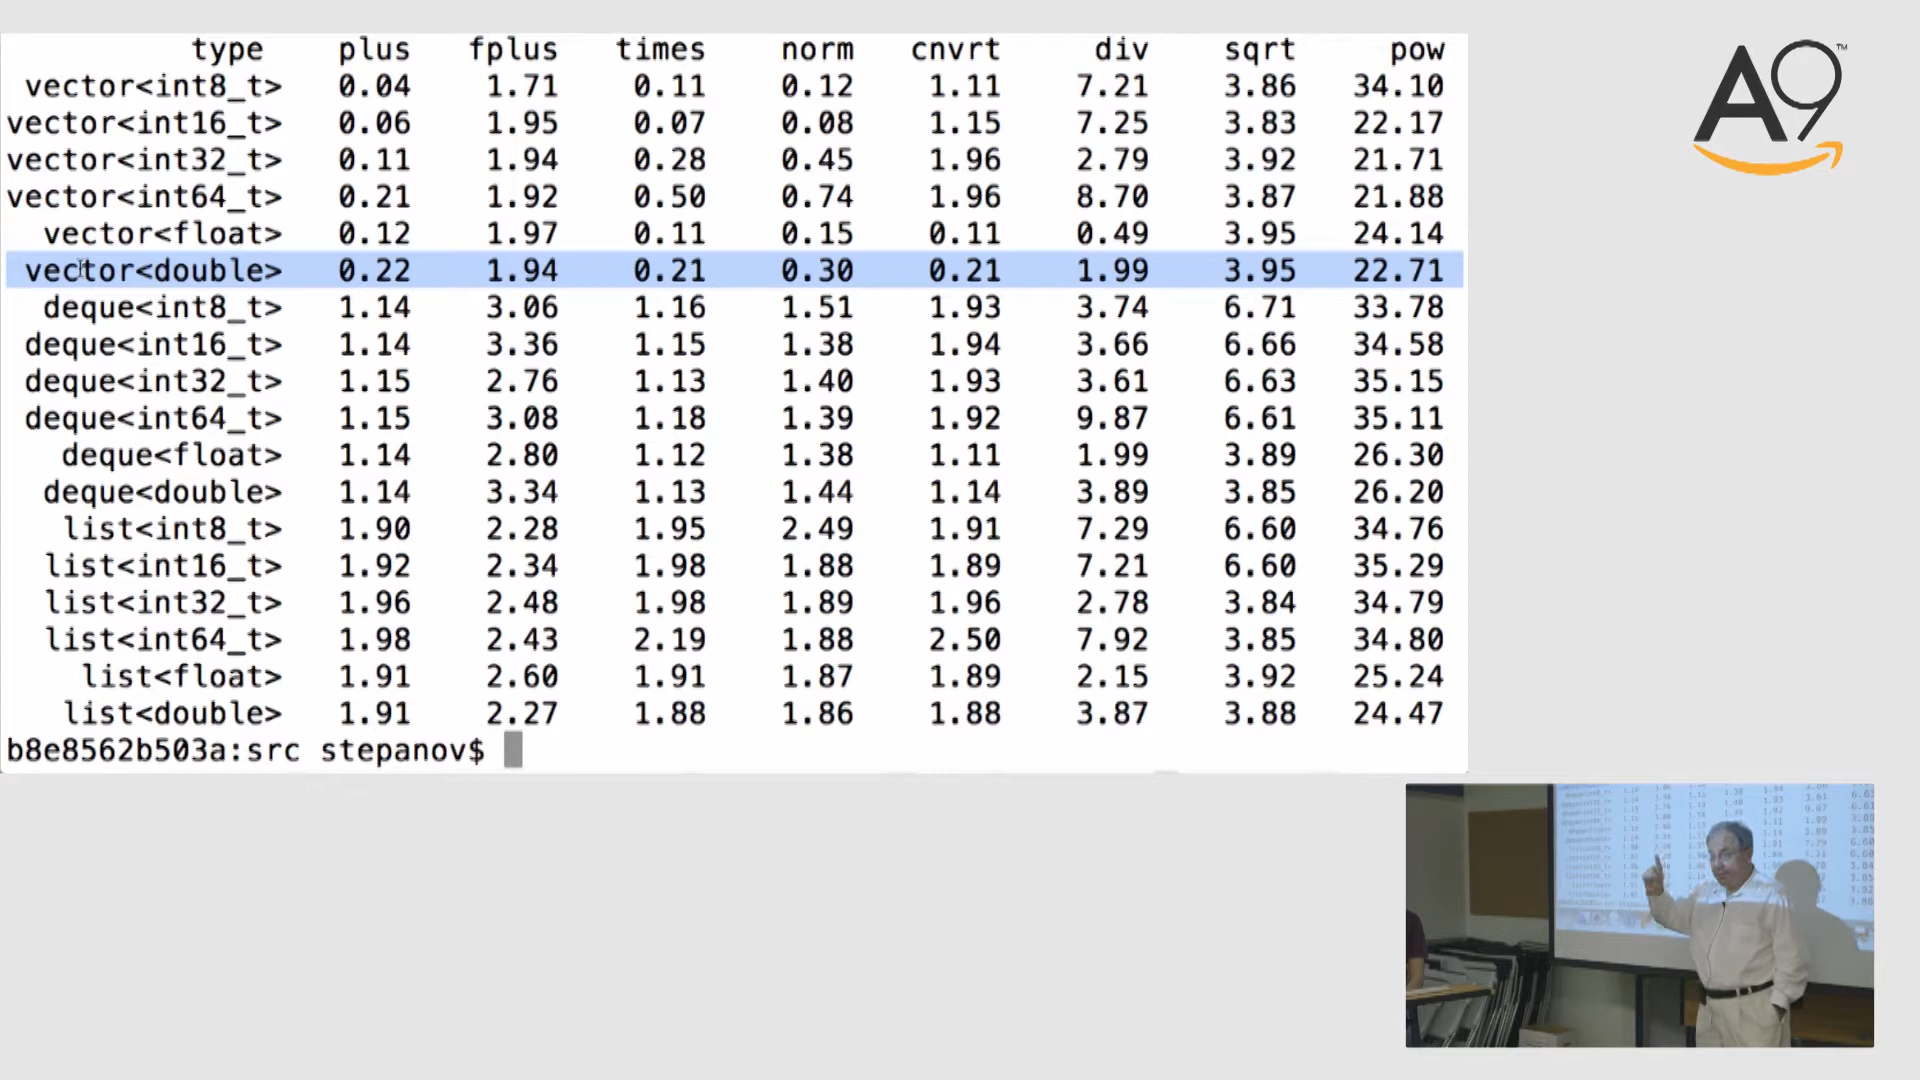 type plus fplus times norm cnvrt div sqrt pow
vector<int8_t> 0.04 1.71 0.11 0.12 1.11 7.21 3.86 34.10
vector<int16_t> 0.06 1.95 0.07 0.08 1.15 7.25 3.83 22.17
vector<int32_t> 0.11 1.94 0.28 0.45 1.96 2.79 3.92 21.71
vector<int64_t> 0.21 1.92 0.50 0.74 1.96 8.70 3.87 21.88
vector<float> 0.12 1.97 0.11 0.15 0.11 0.49 3.95 24.14
vector<double> 0.22 1.94 0.21 0.30 0.21 1.99 3.95 22.71
deque<int8_t> 1.14 3.06 1.16 1.51 1.93 3.74 6.71 33.78
deque<int16_t> 1.14 3.36 1.15 1.38 1.94 3.66 6.66 34.58
deque<int32_t> 1.15 2.76 1.13 1.40 1.93 3.61 6.63 35.15
deque<int64_t> 1.15 3.08 1.18 1.39 1.92 9.87 6.61 35.11
deque<float> 1.14 2.80 1.12 1.38 1.11 1.99 3.89 26.30
deque<double> 1.14 3.34 1.13 1.44 1.14 3.89 3.85 26.20
list<int8_t> 1.90 2.28 1.95 2.49 1.91 7.29 6.60 34.76
list<int16_t> 1.92 2.34 1.98 1.88 1.89 7.21 6.60 35.29
list<int32_t> 1.96 2.48 1.98 1.89 1.96 2.78 3.84 34.79
list<int64_t> 1.98 2.43 2.19 1.88 2.50 7.92 3.85 34.80
list<float> 1.91 2.60 1.91 1.87 1.89 2.15 3.92 25.24
list<double> 1.91 2.27 1.88 1.86 1.88 3.87 3.88 24.47
b8e8562b503a:src stepanov$
A9™